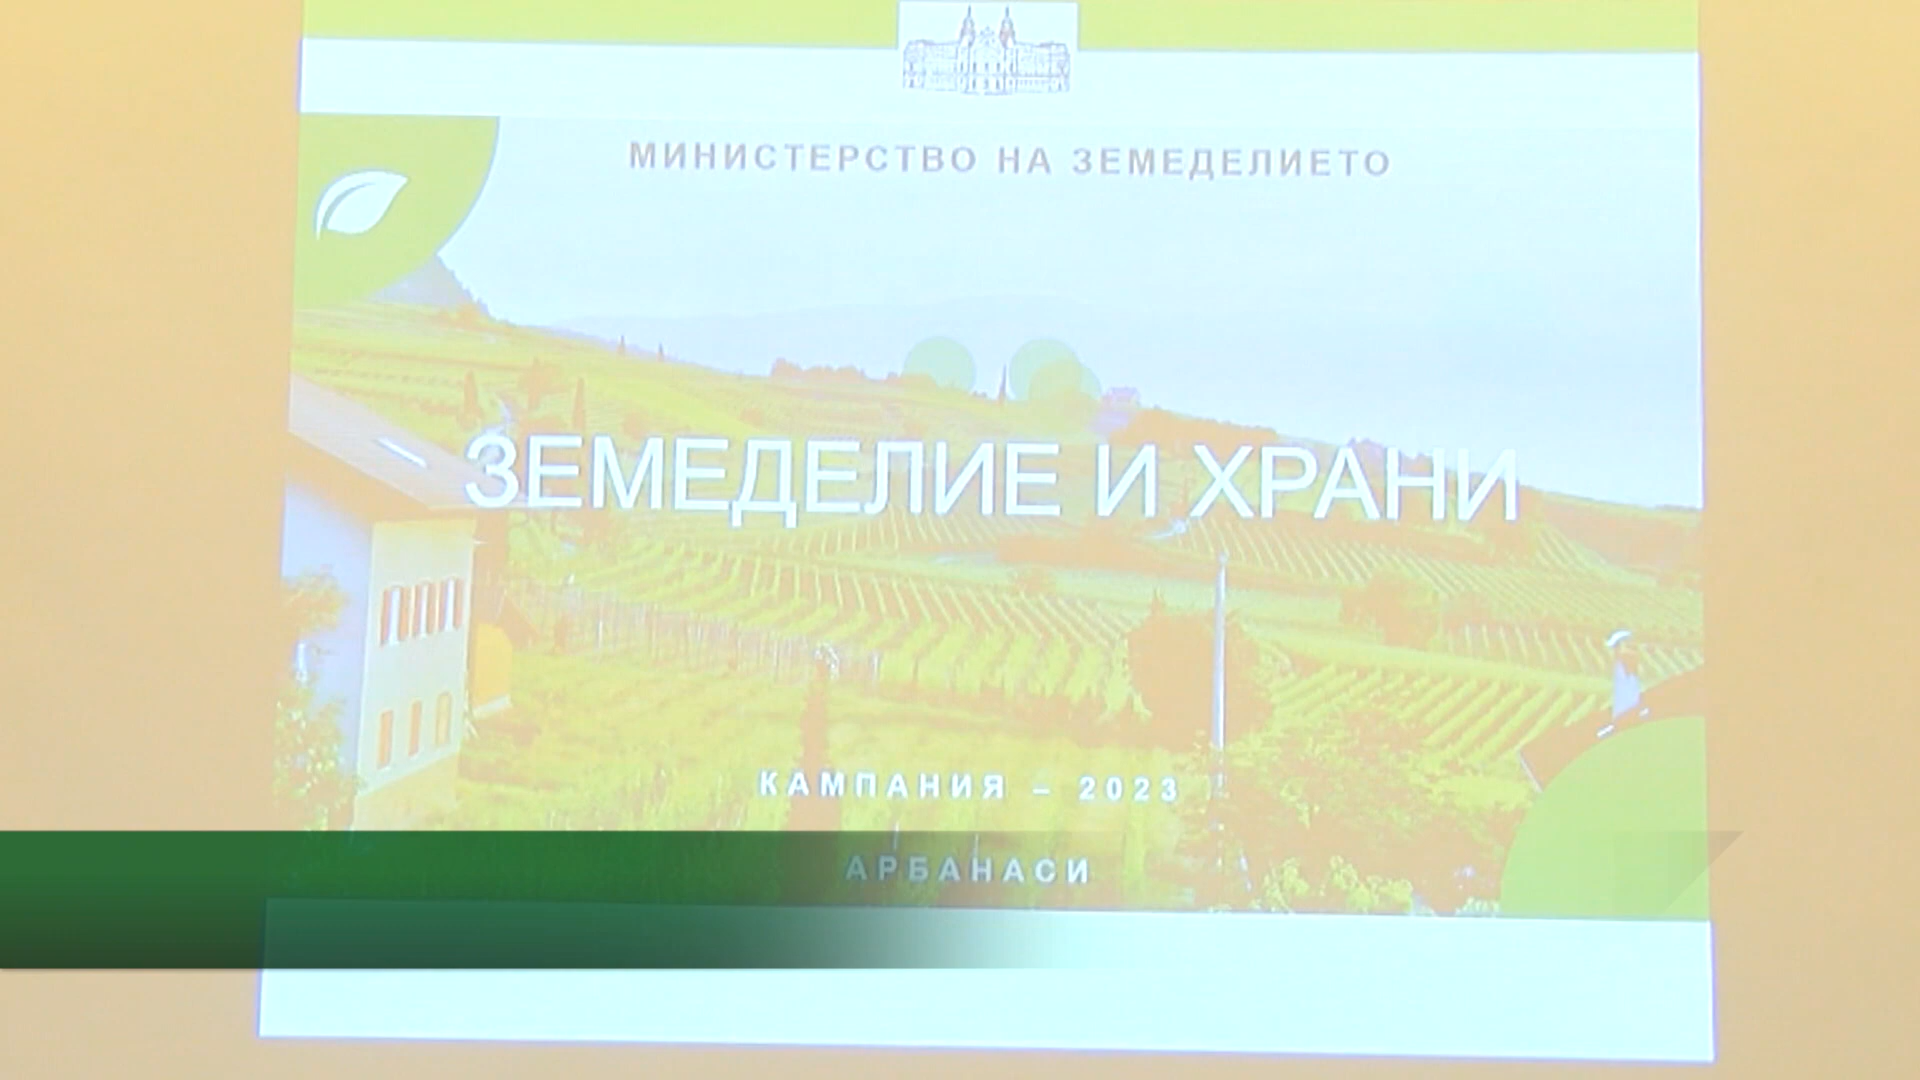 МИНИСТЕРСТВО НА ЗЕМЕДЕЛИЕТО
ЗЕМЕДЕЛИЕ И ХРАНИ
КАМПАНИЯ – 2023
АРБАНАСИ